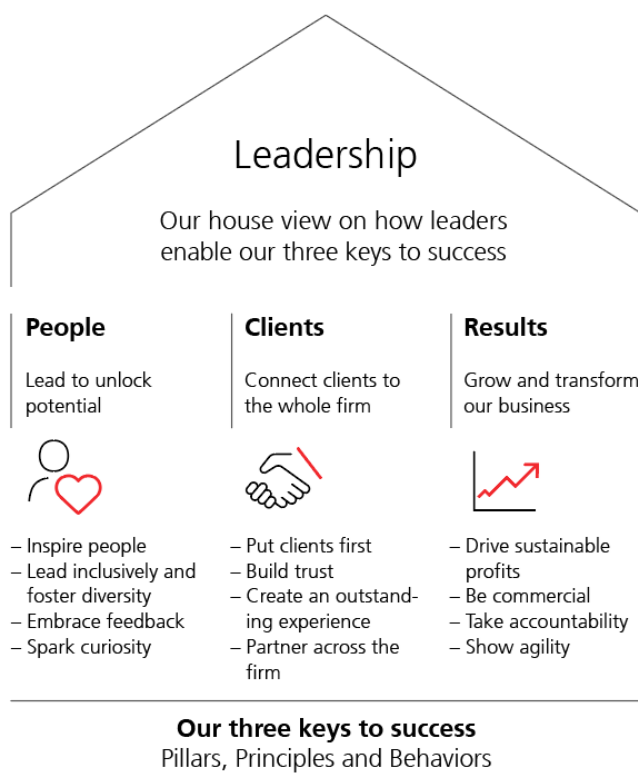 Leadership
Our house view on how leaders
enable our three keys to success
People
Lead to unlock
potential
– Inspire people
– Lead inclusively and
foster diversity
– Embrace feedback
– Spark curiosity
Clients
Connect clients to
the whole firm
– Put clients first
– Build trust
– Create an outstand-
ing experience
– Partner across the
firm
Results
Grow and transform
our business
– Drive sustainable
profits
– Be commercial
– Take accountability
– Show agility
Our three keys to success
Pillars, Principles and Behaviors